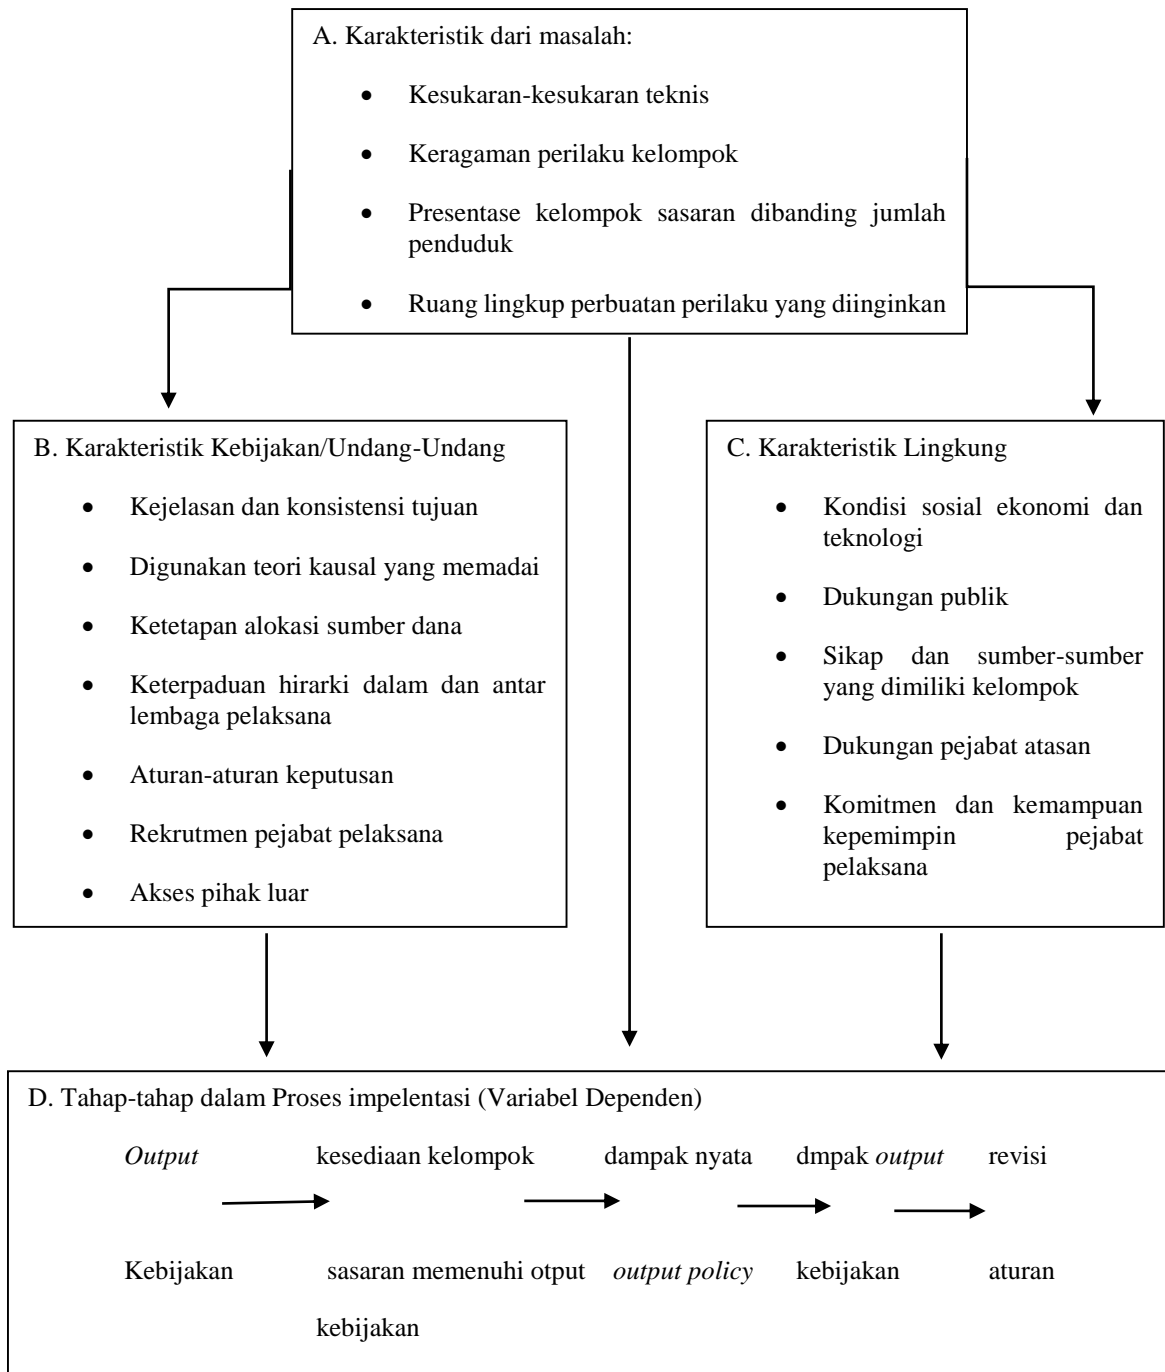 A. Karakteristik dari masalah:
• Kesukaran-kesukaran teknis
• Keragaman perilaku kelompok
• Presentase kelompok sasaran dibanding jumlah
penduduk
• Ruang lingkup perbuatan perilaku yang diinginkan
B. Karakteristik Kebijakan/Undang-Undang
• Kejelasan dan konsistensi tujuan
• Digunakan teori kausal yang memadai
• Ketetapan alokasi sumber dana
• Keterpaduan hirarki dalam dan antar
lembaga pelaksana
• Aturan-aturan keputusan
• Rekrutmen pejabat pelaksana
• Akses pihak luar
C. Karakteristik Lingkung
• Kondisi sosial ekonomi dan
teknologi
• Dukungan publik
• Sikap dan sumber-sumber
yang dimiliki kelompok
• Dukungan pejabat atasan
• Komitmen dan kemampuan
kepemimpin pejabat
pelaksana
D. Tahap-tahap dalam Proses impelentasi (Variabel Dependen)
Output kesediaan kelompok dampak nyata dmpak output revisi
Kebijakan sasaran memenuhi otput output policy kebijakan aturan
kebijakan